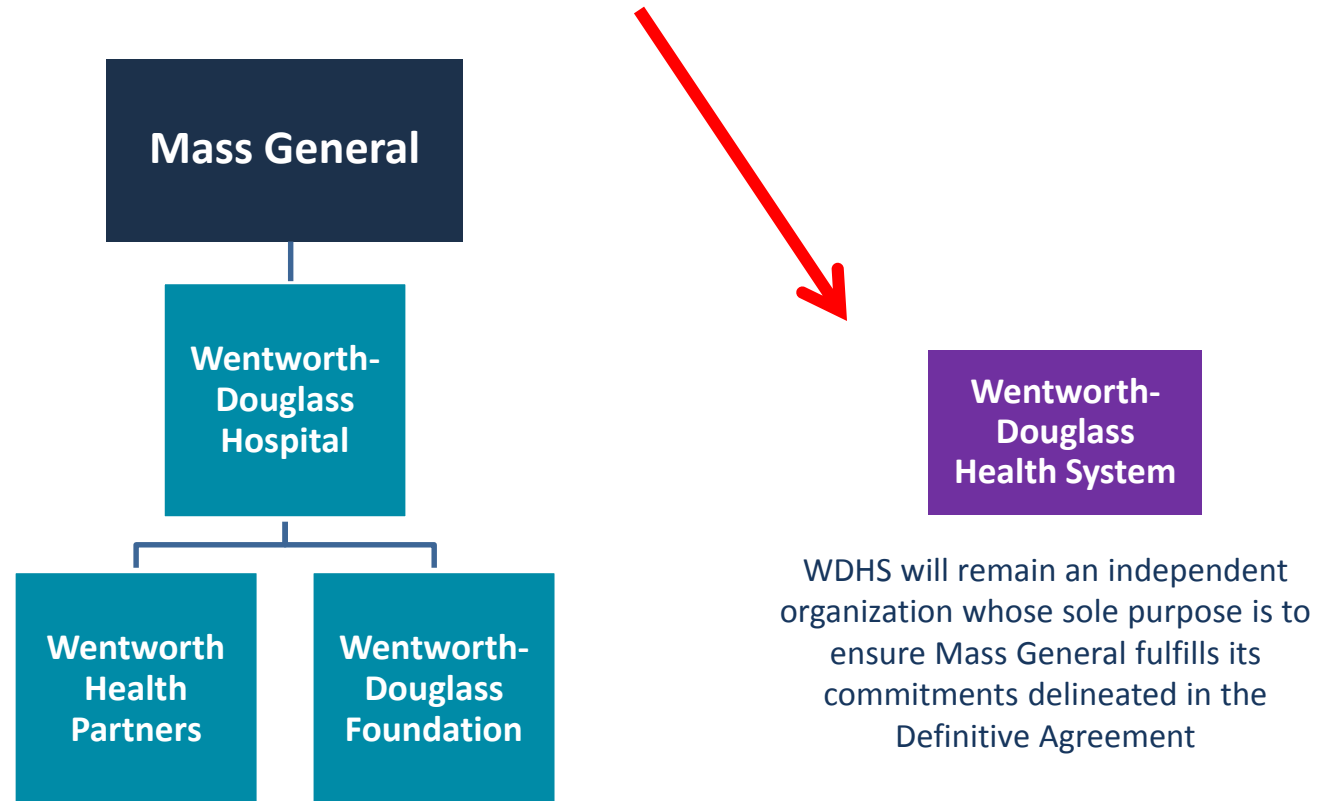 Mass General
Wentworth-
Douglass
Hospital
Wentworth
Health
Partners
Wentworth-
Douglass
Foundation
Wentworth-
Douglass
Health System
WDHS will remain an independent
organization whose sole purpose is to
ensure Mass General fulfills its
commitments delineated in the
Definitive Agreement